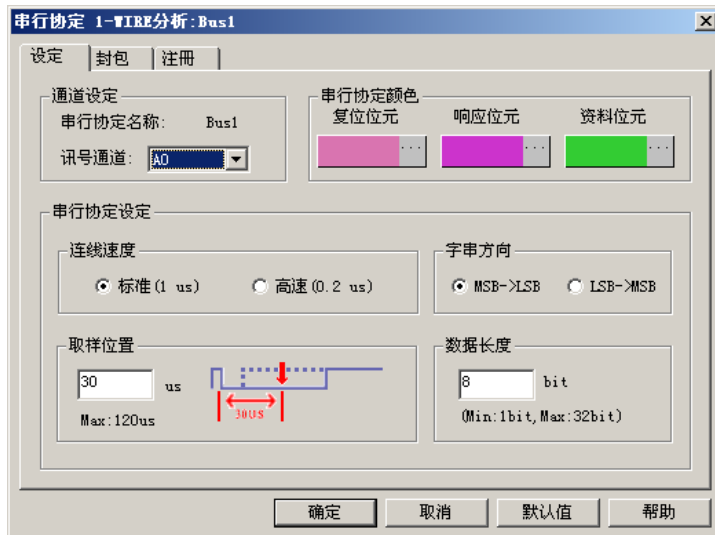 串行协定 1-WIRE分析:Bus1
设定 封包 注册
通道设定
串行协定名称: Bus1
讯号通道: A0
串行协定颜色
复位位元 响应位元 资料位元
... ... ...
串行协定设定
连线速度
标准(1 us) 高速(0.2 us)
字串方向
MSB->LSB LSB->MSB
取样位置
30 us
30US
Max:120us
数据长度
8 bit
(Min:1bit,Max:32bit)
确定 取消 默认值 帮助